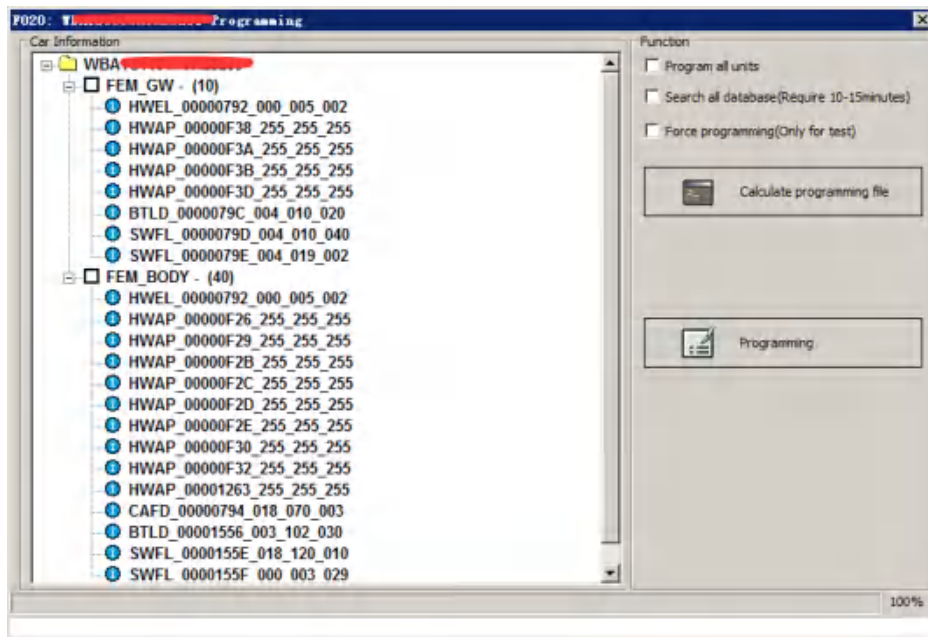 F020: Programming
Car Information
WBA
FEM_GW - (10)
HWEL_00000792_000_005_002
HWAP_00000F38_255_255_255
HWAP_00000F3A_255_255_255
HWAP_00000F3B_255_255_255
HWAP_00000F3D_255_255_255
BTLD_0000079C_004_010_020
SWFL_0000079D_004_010_040
SWFL_0000079E_004_019_002
FEM_BODY - (40)
HWEL_00000792_000_005_002
HWAP_00000F26_255_255_255
HWAP_00000F29_255_255_255
HWAP_00000F2B_255_255_255
HWAP_00000F2C_255_255_255
HWAP_00000F2D_255_255_255
HWAP_00000F2E_255_255_255
HWAP_00000F30_255_255_255
HWAP_00000F32_255_255_255
HWAP_00001263_255_255_255
CAFD_00000794_018_070_003
BTLD_00001556_003_102_030
SWFL_0000155E_018_120_010
SWFL_0000155F_000_003_029
Function
Program all units
Search all database(Require 10-15minutes)
Force programming(Only for test)
Calculate programming file
Programming
100%